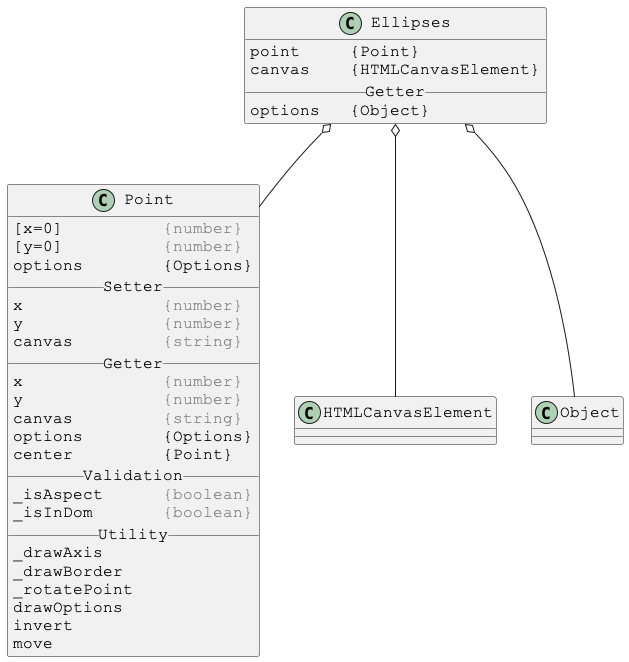 C Ellipses
point {Point}
canvas {HTMLCanvasElement}
Getter
options {Object}
C Point
[x=0] {number}
[y=0] {number}
options {Options}
Setter
x {number}
y {number}
canvas {string}
Getter
x {number}
y {number}
canvas {string}
options {Options}
center {Point}
Validation
_isAspect {boolean}
_isInDom {boolean}
Utility
_drawAxis
_drawBorder
_rotatePoint
drawOptions
invert
move
C HTMLCanvasElement
C Object